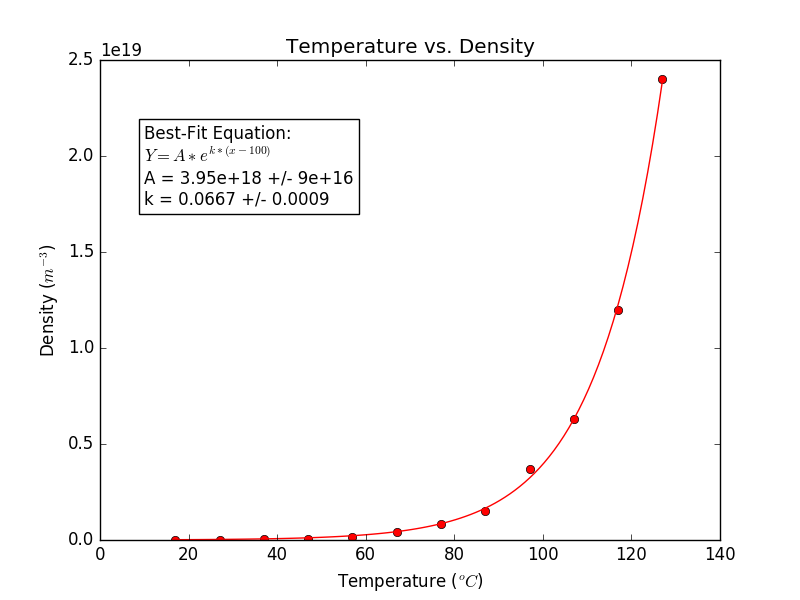 Temperature vs. Density
1e19
2.5
2.0
1.5
1.0
0.5
0.0
Density (m⁻³)
Best-Fit Equation:
Y = A * e^{k*(x-100)}
A = 3.95e+18 +/- 9e+16
k = 0.0667 +/- 0.0009
0 20 40 60 80 100 120 140
Temperature (°C)